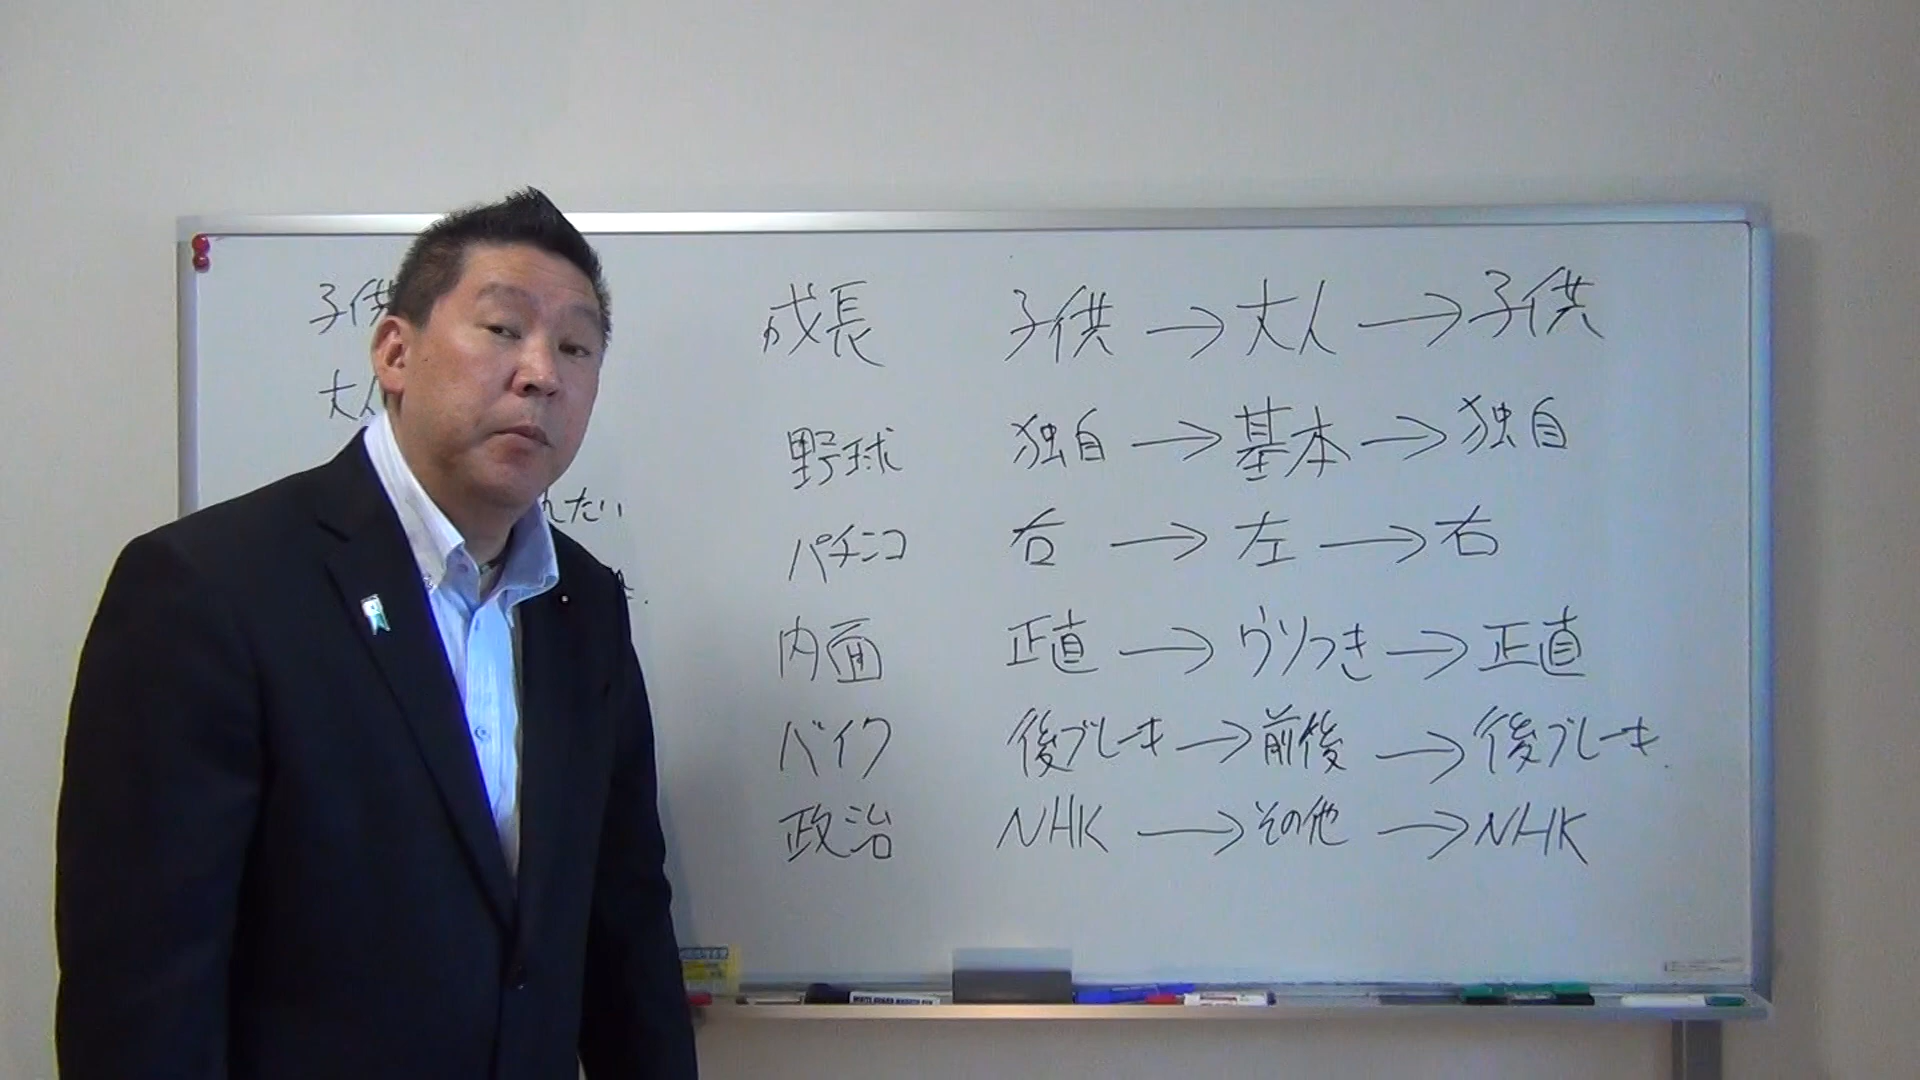 子供
大人
れたい
成長 子供→大人→子供
野球 独自→基本→独自
パチンコ 右→左→右
内面 正直→ウソつき→正直
バイク 後ブレーキ→前後→後ブレーキ
政治 NHK→その他→NHK